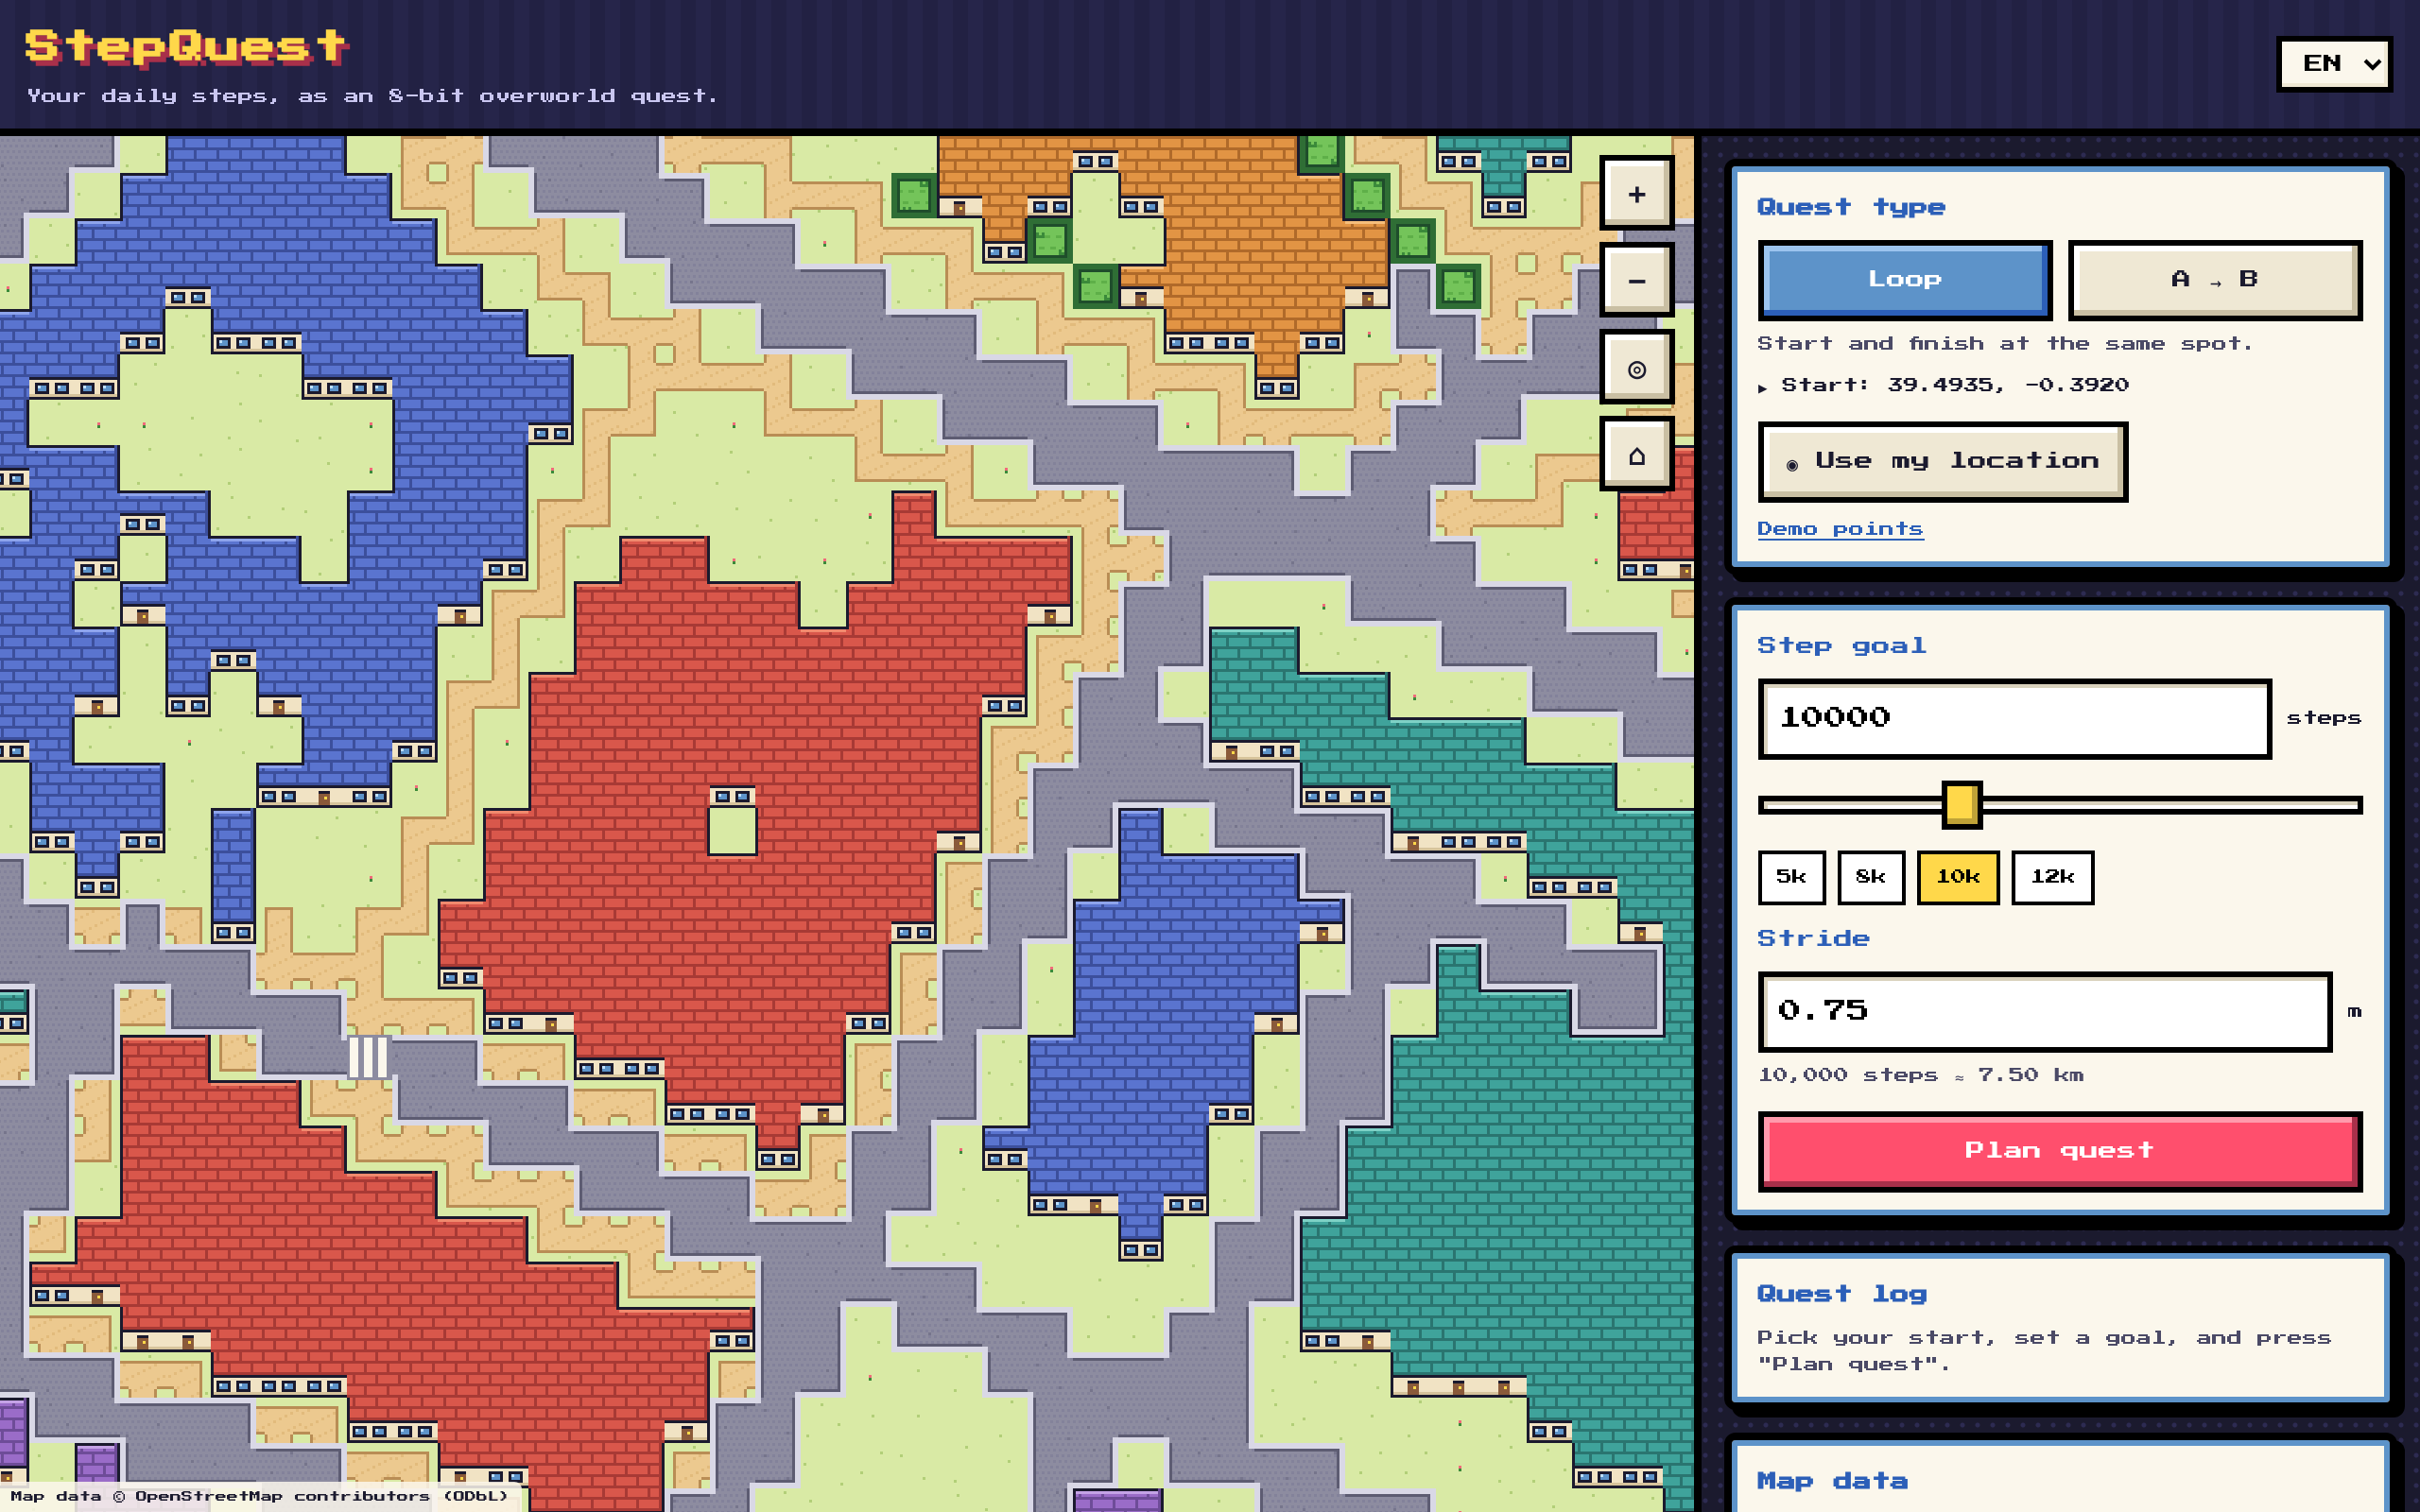 StepQuest
Your daily steps, as an 8-bit overworld quest.
EN
+
−
◎
⌂
Quest type
Loop
A → B
Start and finish at the same spot.
▶ Start: 39.4935, -0.3920
◉ Use my location
Demo points
Step goal
10000 steps
5k 8k 10k 12k
Stride
0.75 m
10,000 steps ≈ 7.50 km
Plan quest
Quest log
Pick your start, set a goal, and press
"Plan quest".
Map data
Map data © OpenStreetMap contributors (ODbL)